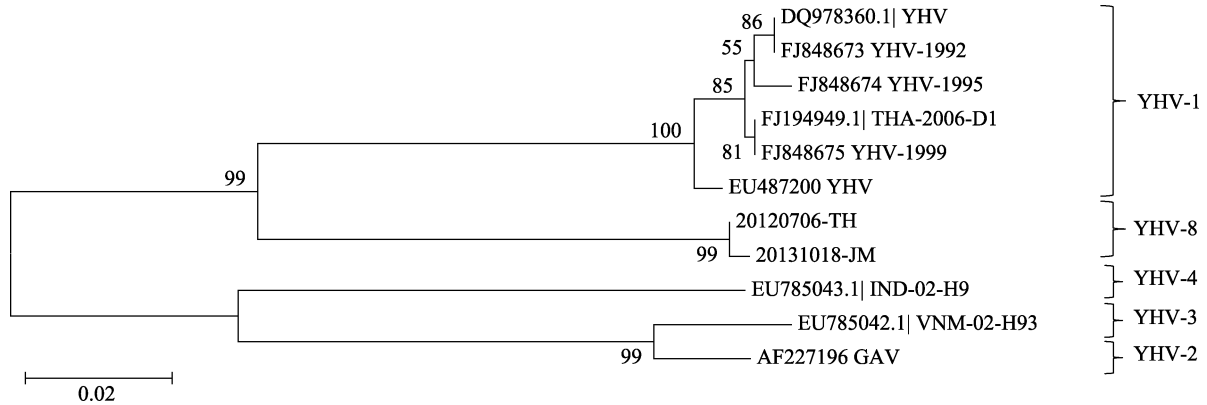 86
DQ978360.1| YHV
55
FJ848673 YHV-1992
85
FJ848674 YHV-1995
YHV-1
100
FJ194949.1| THA-2006-D1
81
FJ848675 YHV-1999
99
EU487200 YHV
20120706-TH
YHV-8
99
20131018-JM
EU785043.1| IND-02-H9
YHV-4
EU785042.1| VNM-02-H93
YHV-3
99
AF227196 GAV
YHV-2
0.02